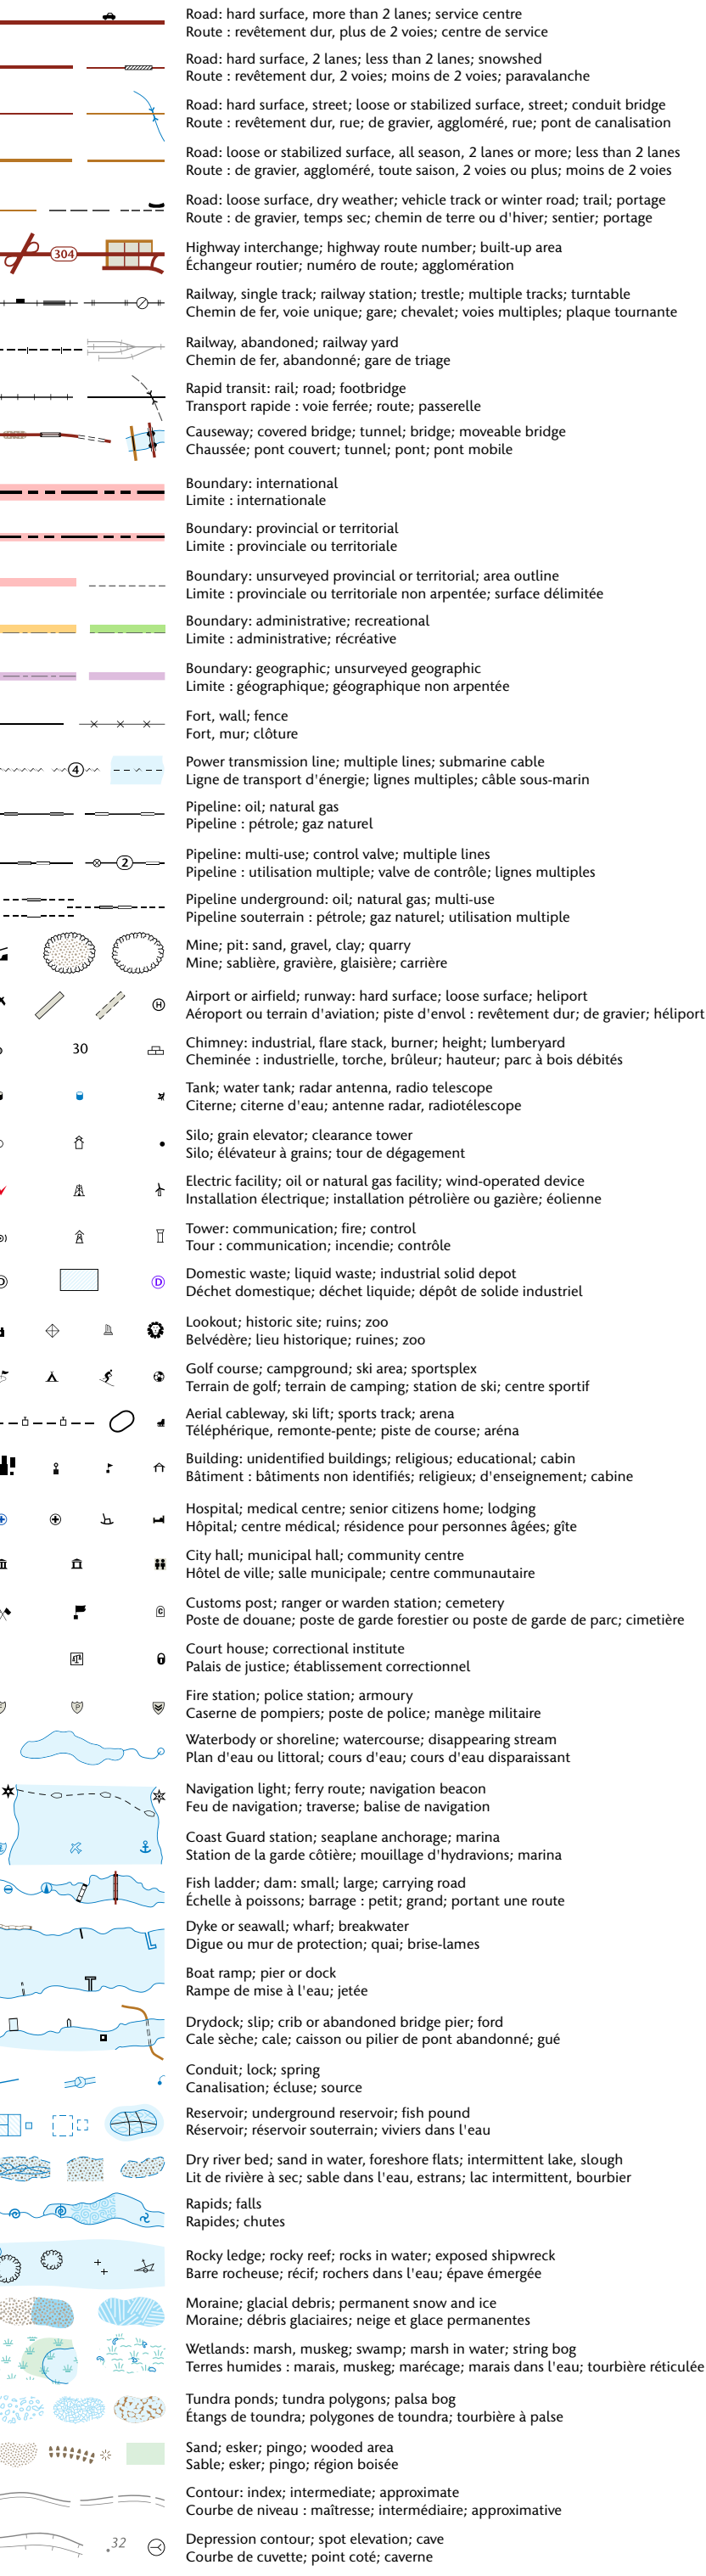 Road: hard surface, more than 2 lanes; service centre
Route : revêtement dur, plus de 2 voies; centre de service
Road: hard surface, 2 lanes; less than 2 lanes; snowshed
Route : revêtement dur, 2 voies; moins de 2 voies; paravalanche
Road: hard surface, street; loose or stabilized surface, street; conduit bridge
Route : revêtement dur, rue; de gravier, aggloméré, rue; pont de canalisation
Road: loose or stabilized surface, all season, 2 lanes or more; less than 2 lanes
Route : de gravier, aggloméré, toute saison, 2 voies ou plus; moins de 2 voies
Road: loose surface, dry weather; vehicle track or winter road; trail; portage
Route : de gravier, temps sec; chemin de terre ou d'hiver; sentier; portage
304
Highway interchange; highway route number; built-up area
Échangeur routier; numéro de route; agglomération
Railway, single track; railway station; trestle; multiple tracks; turntable
Chemin de fer, voie unique; gare; chevalet; voies multiples; plaque tournante
Railway, abandoned; railway yard
Chemin de fer, abandonné; gare de triage
Rapid transit: rail; road; footbridge
Transport rapide : voie ferrée; route; passerelle
Causeway; covered bridge; tunnel; bridge; moveable bridge
Chaussée; pont couvert; tunnel; pont; pont mobile
Boundary: international
Limite : internationale
Boundary: provincial or territorial
Limite : provinciale ou territoriale
Boundary: unsurveyed provincial or territorial; area outline
Limite : provinciale ou territoriale non arpentée; surface délimitée
Boundary: administrative; recreational
Limite : administrative; récréative
Boundary: geographic; unsurveyed geographic
Limite : géographique; géographique non arpentée
Fort, wall; fence
Fort, mur; clôture
4
Power transmission line; multiple lines; submarine cable
Ligne de transport d'énergie; lignes multiples; câble sous-marin
Pipeline: oil; natural gas
Pipeline : pétrole; gaz naturel
2
Pipeline: multi-use; control valve; multiple lines
Pipeline : utilisation multiple; valve de contrôle; lignes multiples
Pipeline underground: oil; natural gas; multi-use
Pipeline souterrain : pétrole; gaz naturel; utilisation multiple
Mine; pit: sand, gravel, clay; quarry
Mine; sablière, gravière, glaisière; carrière
H
Airport or airfield; runway: hard surface; loose surface; heliport
Aéroport ou terrain d'aviation; piste d'envol : revêtement dur; de gravier; héliport
30
Chimney: industrial, flare stack, burner; height; lumberyard
Cheminée : industrielle, torche, brûleur; hauteur; parc à bois débités
Tank; water tank; radar antenna, radio telescope
Citerne; citerne d'eau; antenne radar, radiotélescope
Silo; grain elevator; clearance tower
Silo; élévateur à grains; tour de dégagement
Electric facility; oil or natural gas facility; wind-operated device
Installation électrique; installation pétrolière ou gazière; éolienne
Tower: communication; fire; control
Tour : communication; incendie; contrôle
D D
Domestic waste; liquid waste; industrial solid depot
Déchet domestique; déchet liquide; dépôt de solide industriel
Lookout; historic site; ruins; zoo
Belvédère; lieu historique; ruines; zoo
Golf course; campground; ski area; sportsplex
Terrain de golf; terrain de camping; station de ski; centre sportif
Aerial cableway, ski lift; sports track; arena
Téléphérique, remonte-pente; piste de course; aréna
Building: unidentified buildings; religious; educational; cabin
Bâtiment : bâtiments non identifiés; religieux; d'enseignement; cabine
Hospital; medical centre; senior citizens home; lodging
Hôpital; centre médical; résidence pour personnes âgées; gîte
City hall; municipal hall; community centre
Hôtel de ville; salle municipale; centre communautaire
C
Customs post; ranger or warden station; cemetery
Poste de douane; poste de garde forestier ou poste de garde de parc; cimetière
Court house; correctional institute
Palais de justice; établissement correctionnel
F P
Fire station; police station; armoury
Caserne de pompiers; poste de police; manège militaire
Waterbody or shoreline; watercourse; disappearing stream
Plan d'eau ou littoral; cours d'eau; cours d'eau disparaissant
Navigation light; ferry route; navigation beacon
Feu de navigation; traverse; balise de navigation
Coast Guard station; seaplane anchorage; marina
Station de la garde côtière; mouillage d'hydravions; marina
Fish ladder; dam: small; large; carrying road
Échelle à poissons; barrage : petit; grand; portant une route
Dyke or seawall; wharf; breakwater
Digue ou mur de protection; quai; brise-lames
Boat ramp; pier or dock
Rampe de mise à l'eau; jetée
Drydock; slip; crib or abandoned bridge pier; ford
Cale sèche; cale; caisson ou pilier de pont abandonné; gué
Conduit; lock; spring
Canalisation; écluse; source
Reservoir; underground reservoir; fish pound
Réservoir; réservoir souterrain; viviers dans l'eau
Dry river bed; sand in water, foreshore flats; intermittent lake, slough
Lit de rivière à sec; sable dans l'eau, estrans; lac intermittent, bourbier
Rapids; falls
Rapides; chutes
Rocky ledge; rocky reef; rocks in water; exposed shipwreck
Barre rocheuse; récif; rochers dans l'eau; épave émergée
Moraine; glacial debris; permanent snow and ice
Moraine; débris glaciaires; neige et glace permanentes
Wetlands: marsh, muskeg; swamp; marsh in water; string bog
Terres humides : marais, muskeg; marécage; marais dans l'eau; tourbière réticulée
Tundra ponds; tundra polygons; palsa bog
Étangs de toundra; polygones de toundra; tourbière à palse
Sand; esker; pingo; wooded area
Sable; esker; pingo; région boisée
Contour: index; intermediate; approximate
Courbe de niveau : maîtresse; intermédiaire; approximative
.32
Depression contour; spot elevation; cave
Courbe de cuvette; point coté; caverne